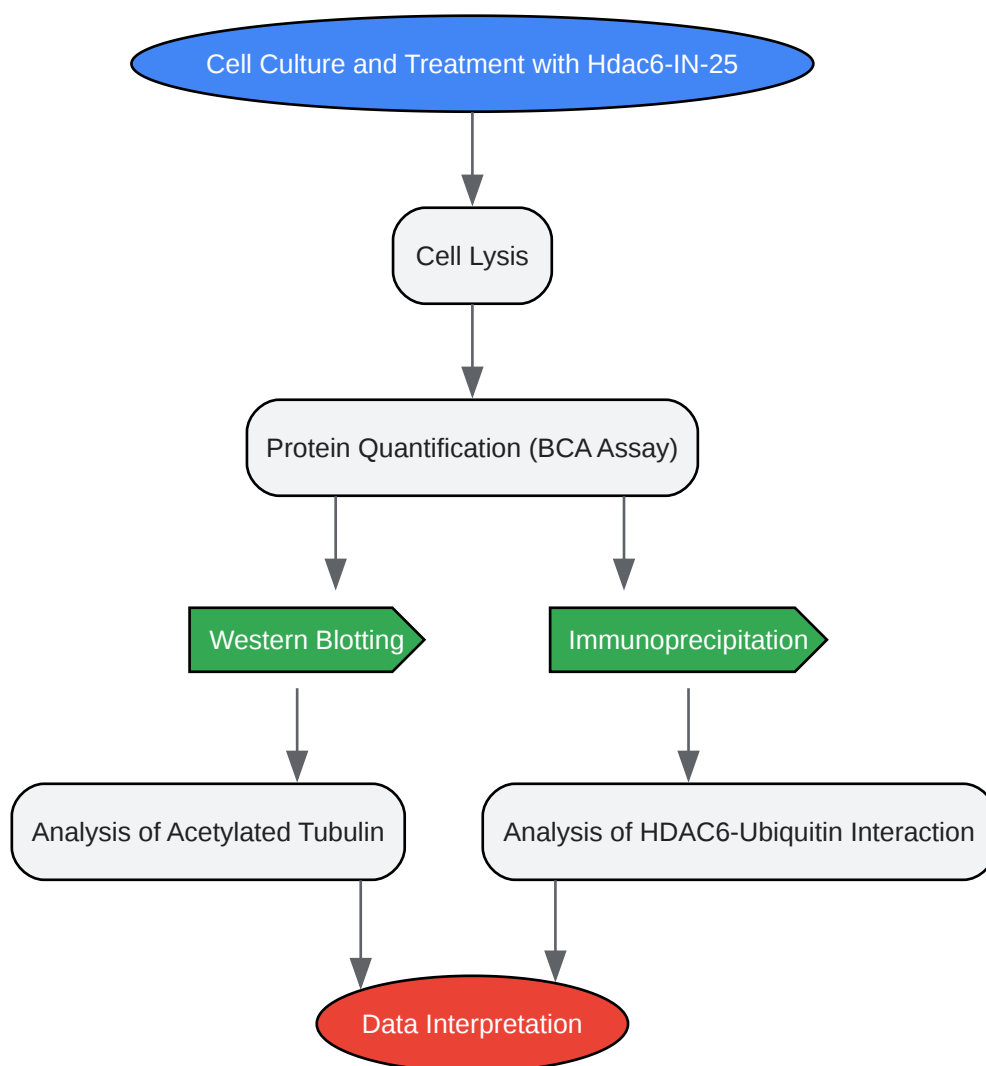 Cell Culture and Treatment with Hdac6-IN-25
Cell Lysis
Protein Quantification (BCA Assay)
Western Blotting
Immunoprecipitation
Analysis of Acetylated Tubulin
Analysis of HDAC6-Ubiquitin Interaction
Data Interpretation